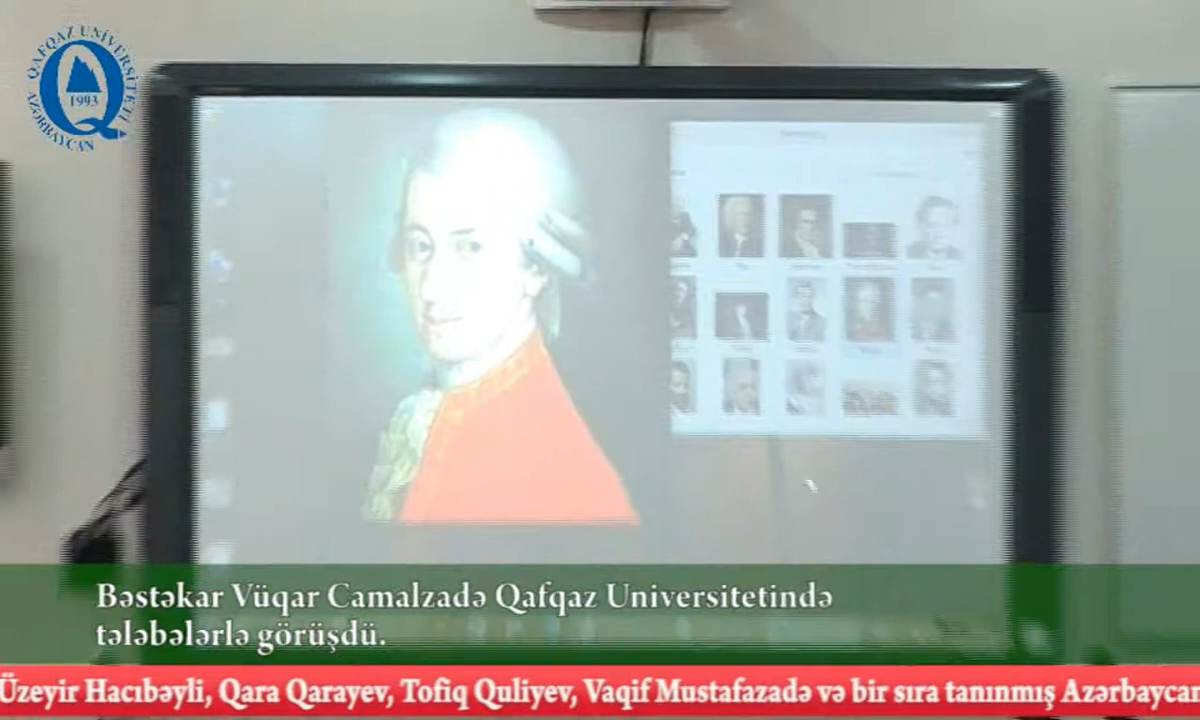 QAFQAZ UNİVERSİTETİ
1993
AZƏRBAYCAN
Bəstəkar Vüqar Camalzadə Qafqaz Universitetində
tələbələrlə görüşdü.
Üzeyir Hacıbəyli, Qara Qarayev, Tofiq Quliyev, Vaqif Mustafazadə və bir sıra tanınmış Azərbaycan